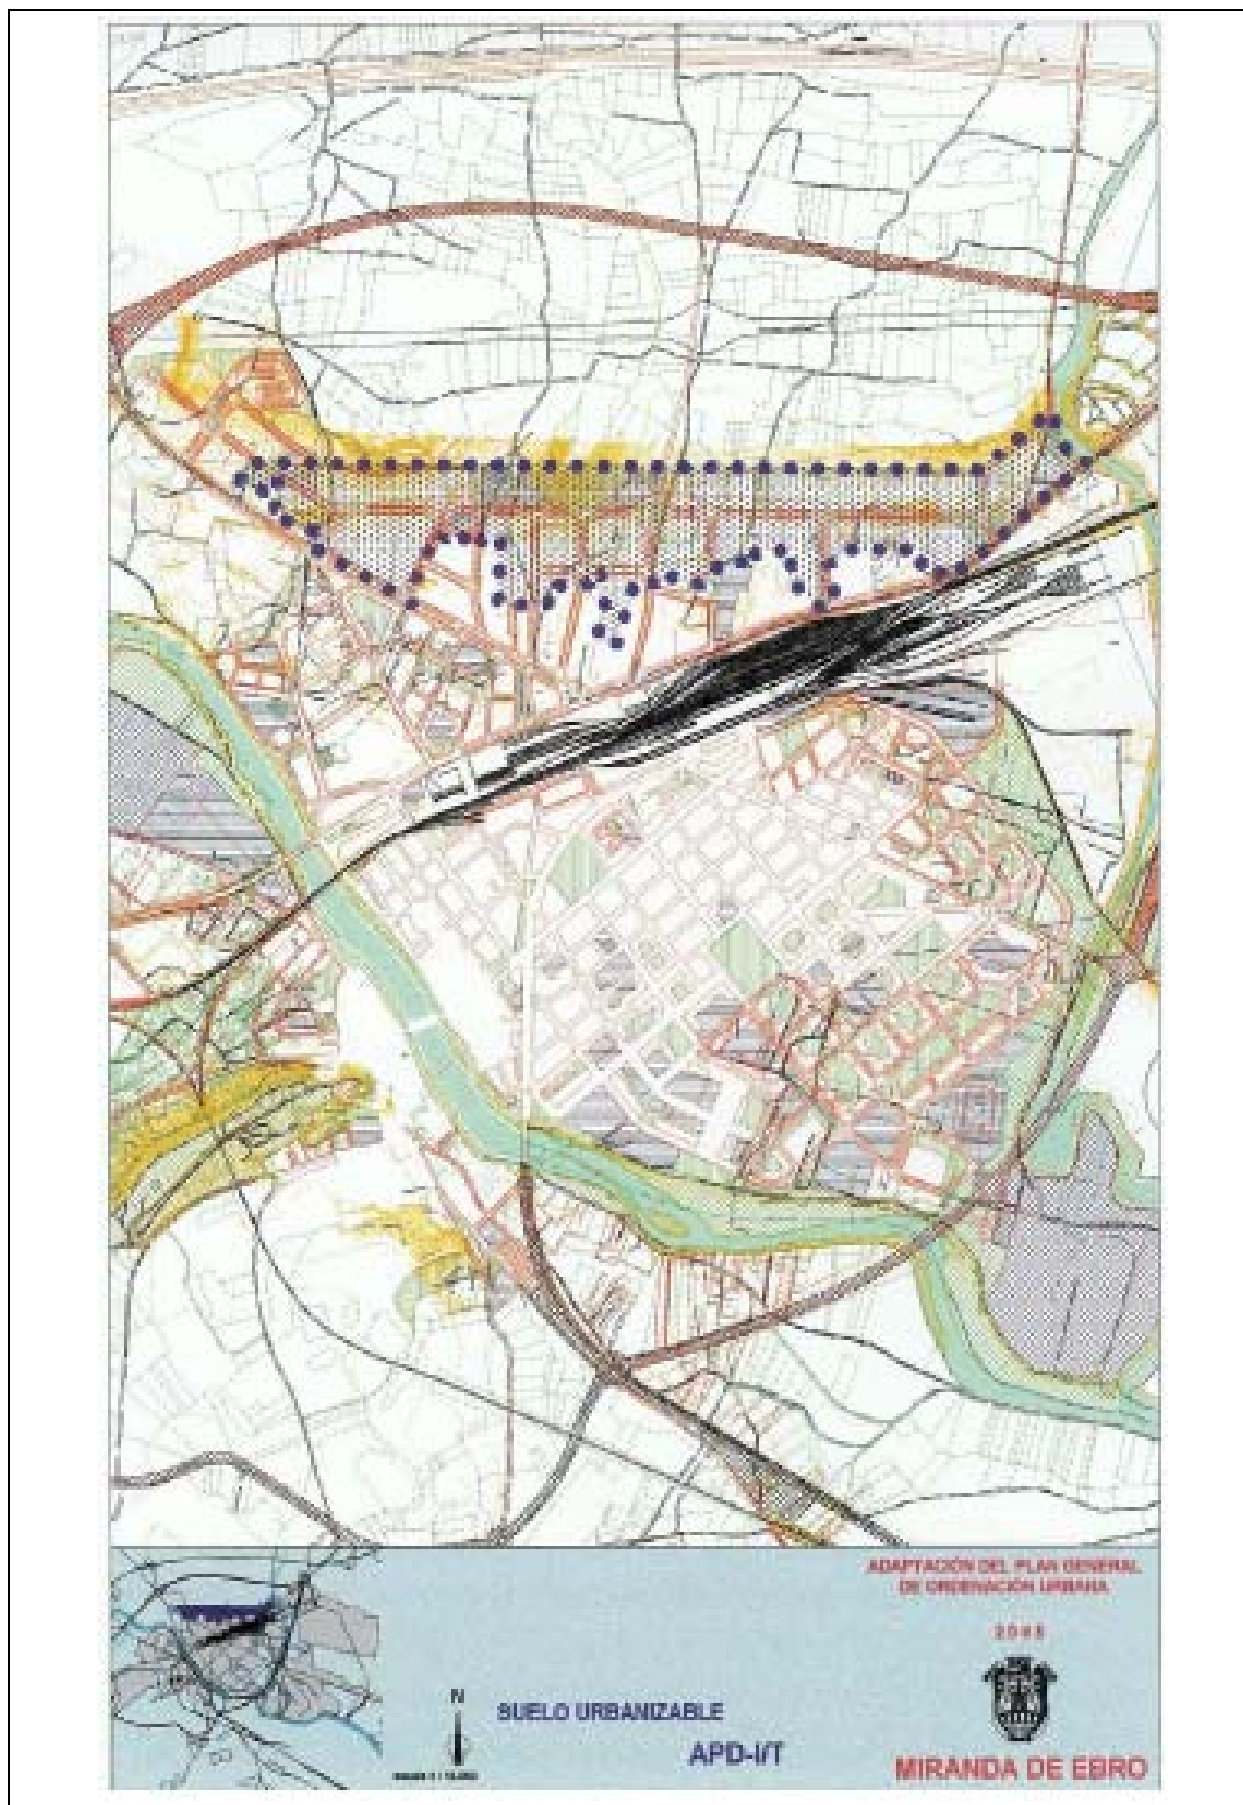 ADAPTACIÓN DEL PLAN GENERAL
DE ORDENACIÓN URBANA
N
SUELO URBANIZABLE
APD-I/T
MIRANDA DE EBRO